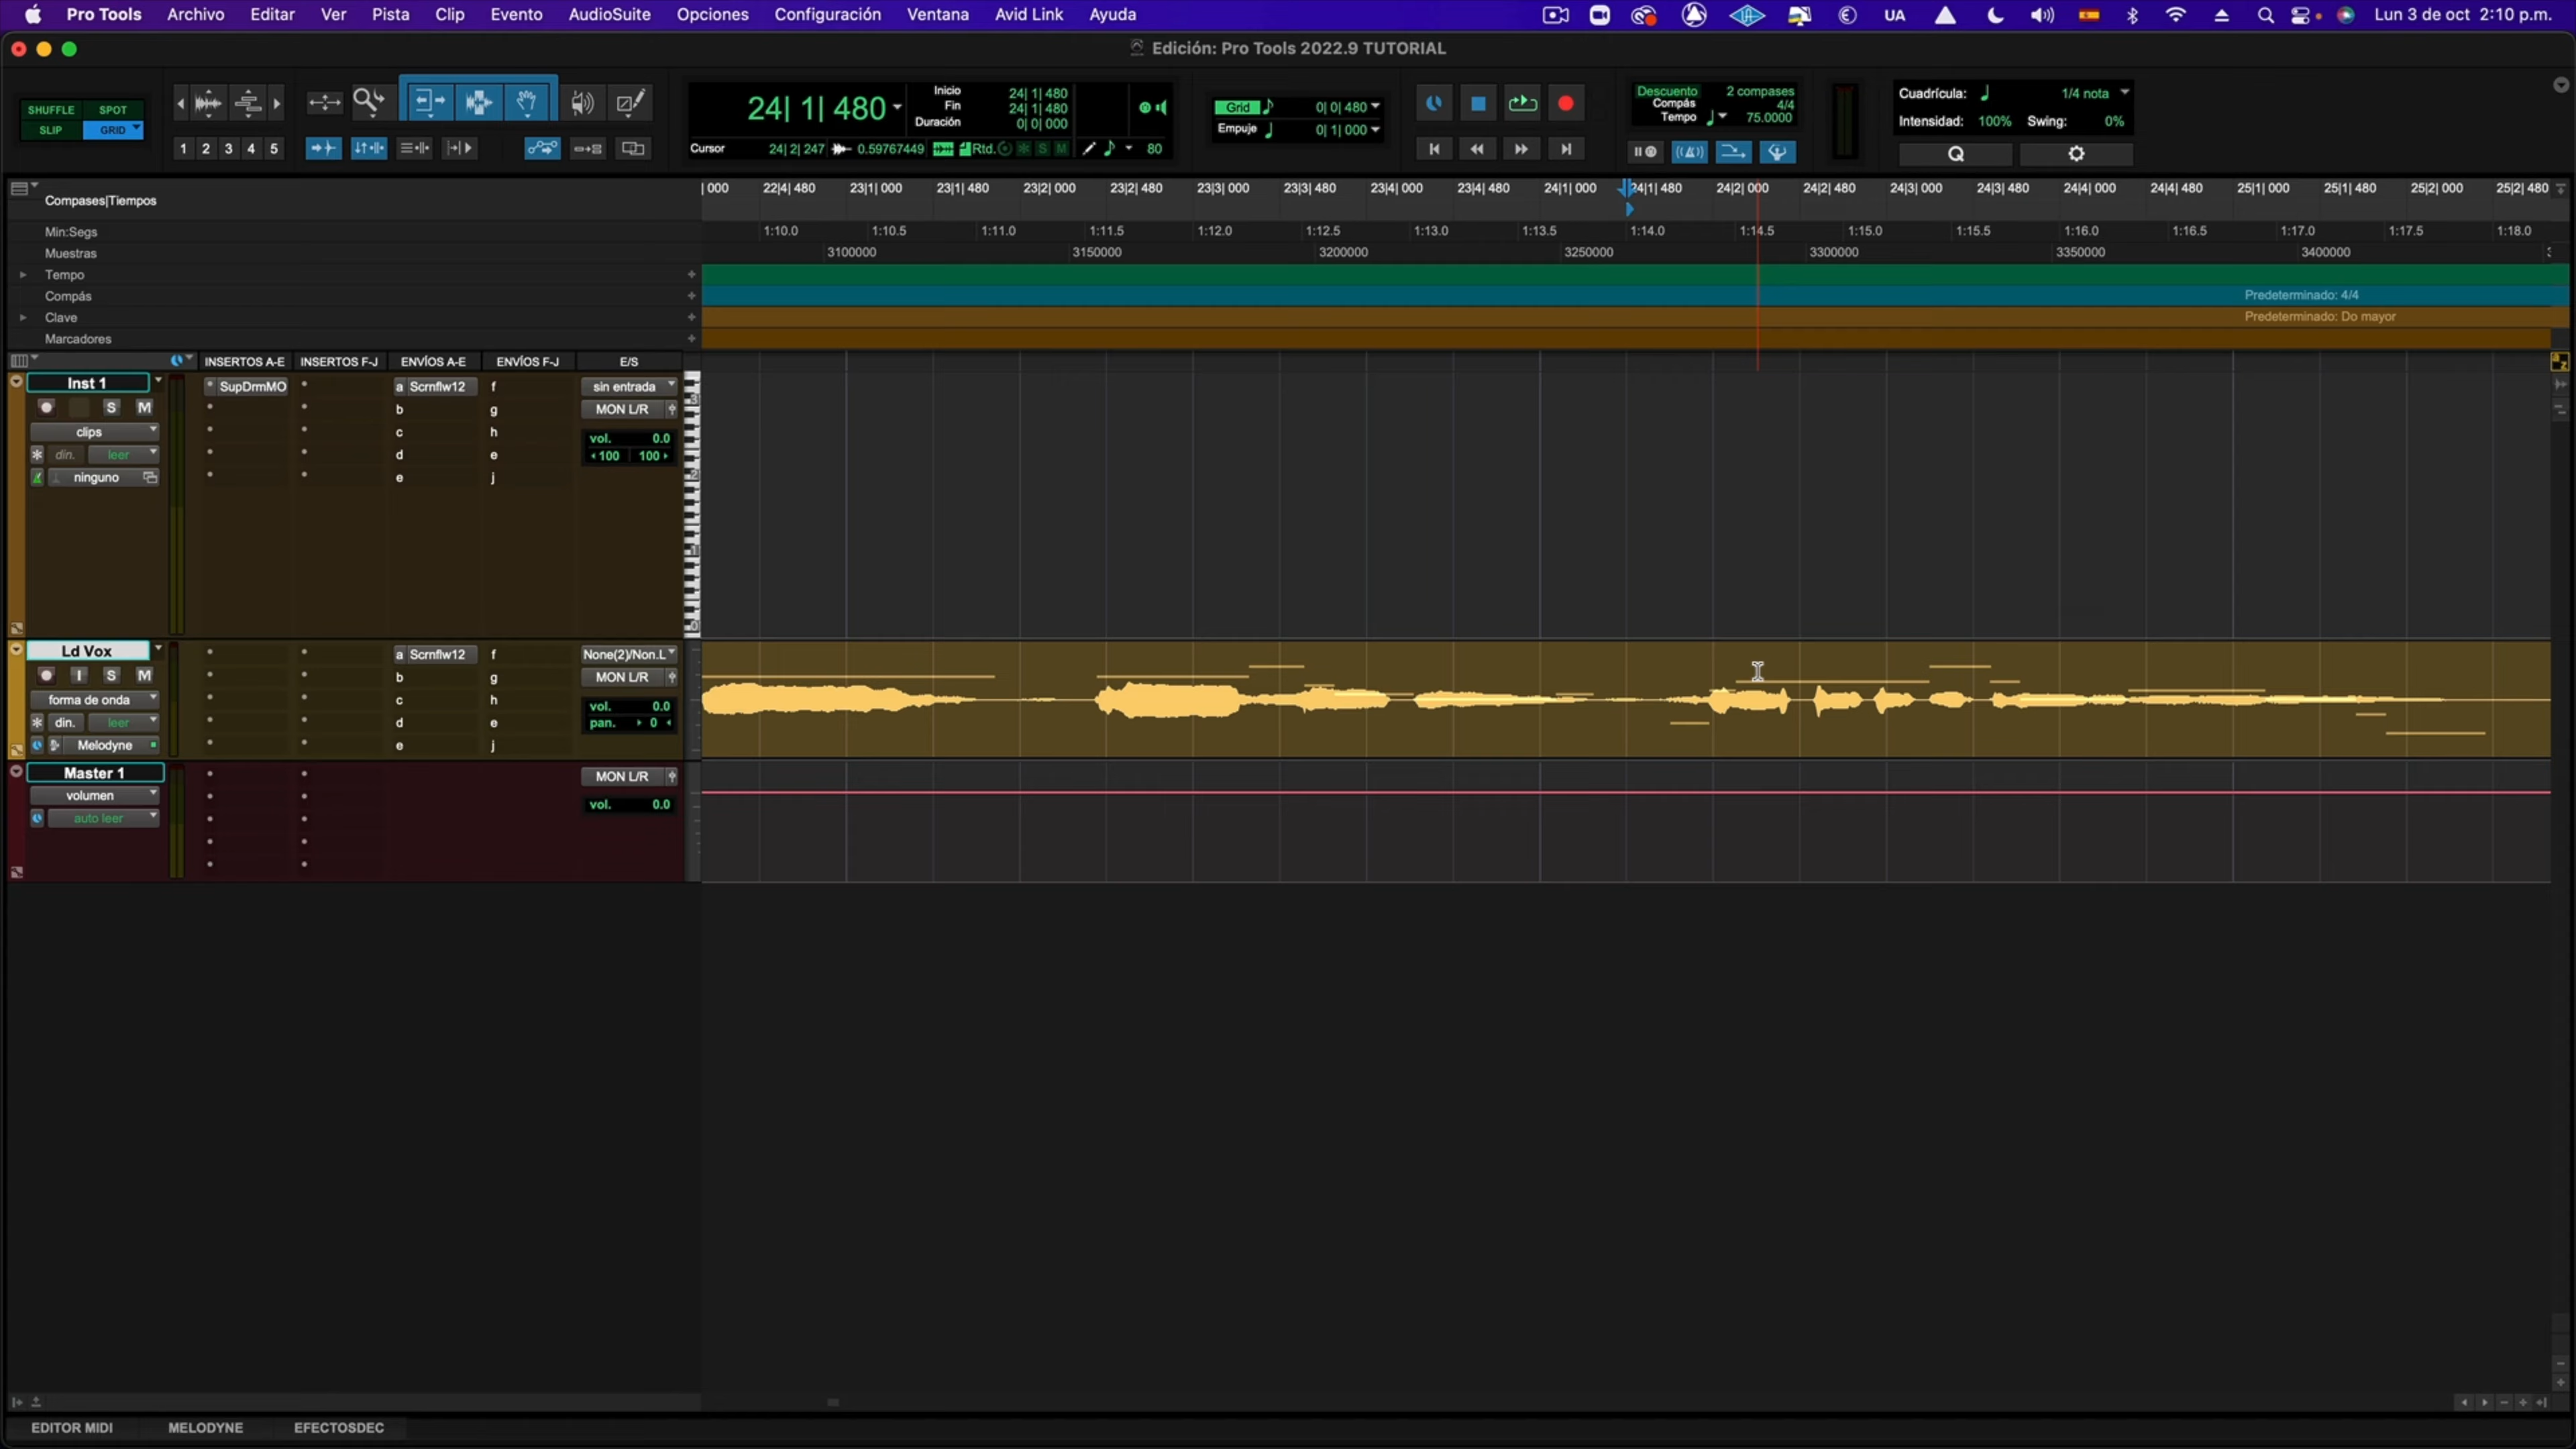 Pro Tools Archivo Editar Ver Pista Clip Evento AudioSuite Opciones Configuración Ventana Avid Link Ayuda UA Lun 3 de oct 2:10 p.m.
Edición: Pro Tools 2022.9 TUTORIAL
SHUFFLE SPOT
SLIP GRID
1 2 3 4 5
24| 1| 480
Inicio 24| 1| 480
Fin 24| 1| 480
Duración 0| 0| 000
Cursor 24| 2| 247 0.59767449 Rtd. S M 80
Grid 0| 0| 480
Empuje 0| 1| 000
Descuento 2 compases
Compás 4/4
Tempo 75.0000
Cuadrícula: 1/4 nota
Intensidad: 100% Swing: 0%
Q
Compases|Tiempos
| 000 22|4| 480 23|1| 000 23|1| 480 23|2| 000 23|2| 480 23|3| 000 23|3| 480 23|4| 000 23|4| 480 24|1| 000 24|1| 480 24|2| 000 24|2| 480 24|3| 000 24|3| 480 24|4| 000 24|4| 480 25|1| 000 25|1| 480 25|2| 000 25|2| 480
Min:Segs 1:10.0 1:10.5 1:11.0 1:11.5 1:12.0 1:12.5 1:13.0 1:13.5 1:14.0 1:14.5 1:15.0 1:15.5 1:16.0 1:16.5 1:17.0 1:17.5 1:18.0
Muestras 3100000 3150000 3200000 3250000 3300000 3350000 3400000
Tempo
Compás Predeterminado: 4/4
Clave Predeterminado: Do mayor
Marcadores
INSERTOS A-E INSERTOS F-J ENVÍOS A-E ENVÍOS F-J E/S
Inst 1 SupDrmMO a Scrnflw12 f sin entrada
S M b g MON L/R
clips c h vol. 0.0
din. leer d e 100 100
ninguno e j
3
2
1
0
Ld Vox a Scrnflw12 f None(2)/Non.L
I S M b g MON L/R
forma de onda c h vol. 0.0
din. leer d e pan. 0
Melodyne e j
Master 1 MON L/R
volumen vol. 0.0
auto leer
EDITOR MIDI MELODYNE EFECTOSDEC